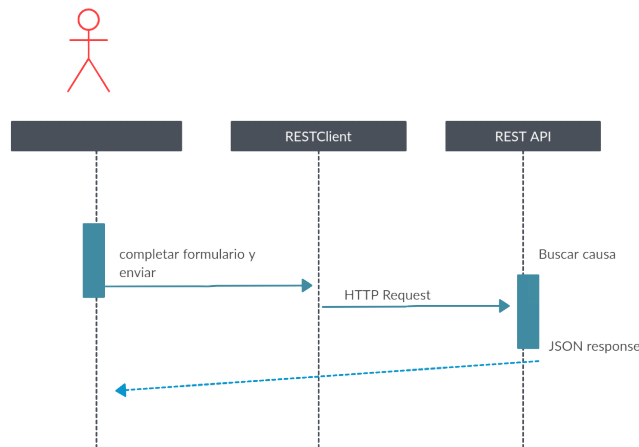 RESTClient
REST API
completar formulario y
enviar
Buscar causa
HTTP Request
JSON response